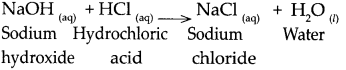 NaOH (aq) + HCl (aq) ⟶ NaCl (aq) + H₂O (l)
Sodium Hydrochloric Sodium Water
hydroxide acid chloride